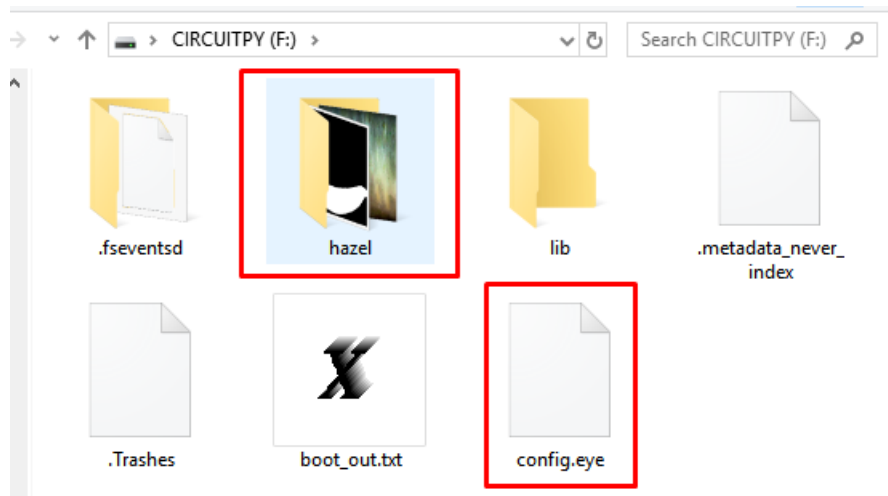 CIRCUITPY (F:)
Search CIRCUITPY (F:)
.fseventsd
hazel
lib
.metadata_never_
index
.Trashes
boot_out.txt
config.eye